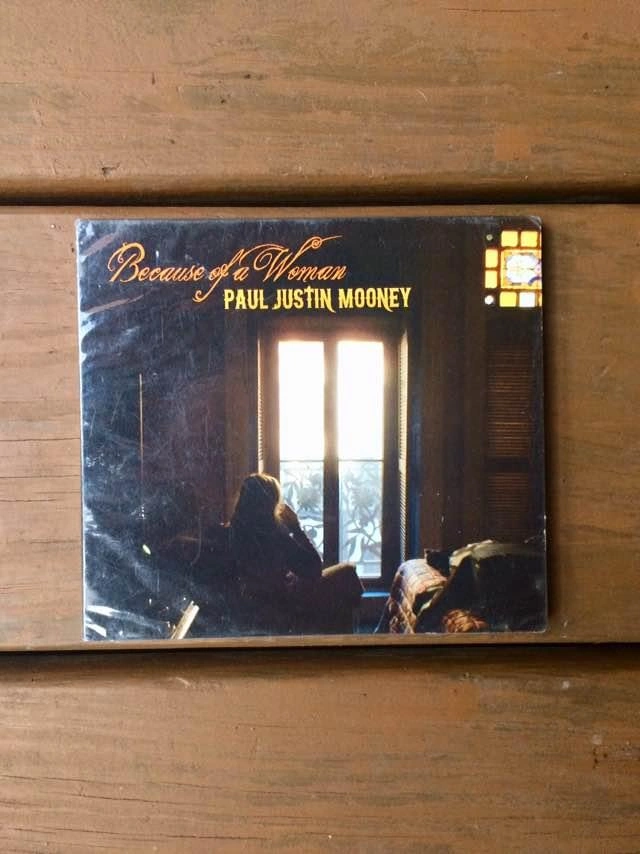 Because of a Woman
PAUL JUSTIN MOONEY